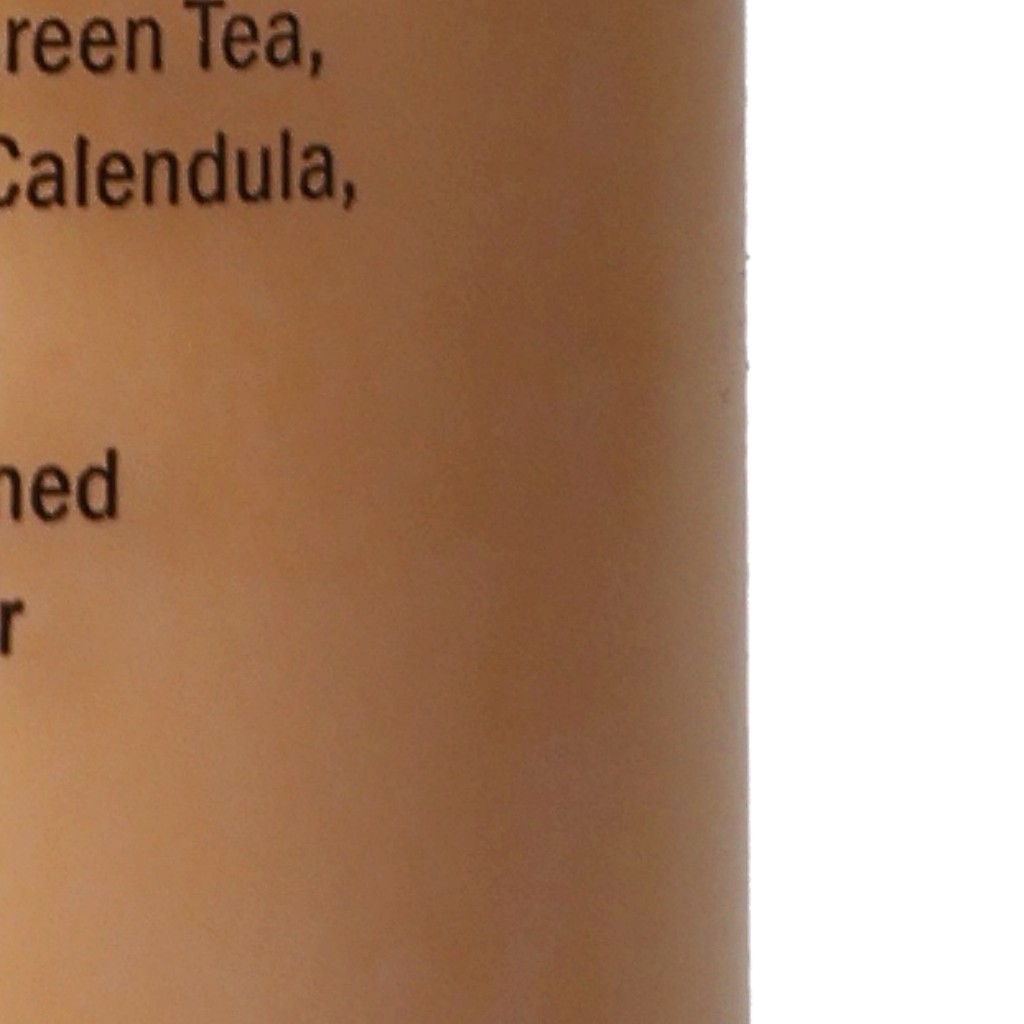 reen Tea,
Calendula,
ned
r